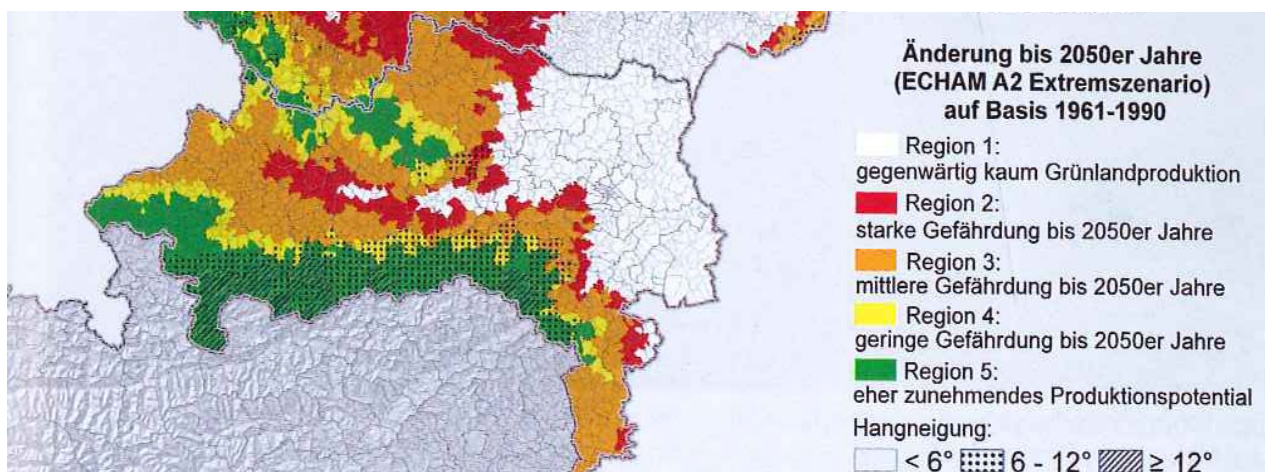 Änderung bis 2050er Jahre
(ECHAM A2 Extremszenario)
auf Basis 1961-1990
Region 1:
gegenwärtig kaum Grünlandproduktion
Region 2:
starke Gefährdung bis 2050er Jahre
Region 3:
mittlere Gefährdung bis 2050er Jahre
Region 4:
geringe Gefährdung bis 2050er Jahre
Region 5:
eher zunehmendes Produktionspotential
Hangneigung:
< 6° 6 - 12° ≥ 12°